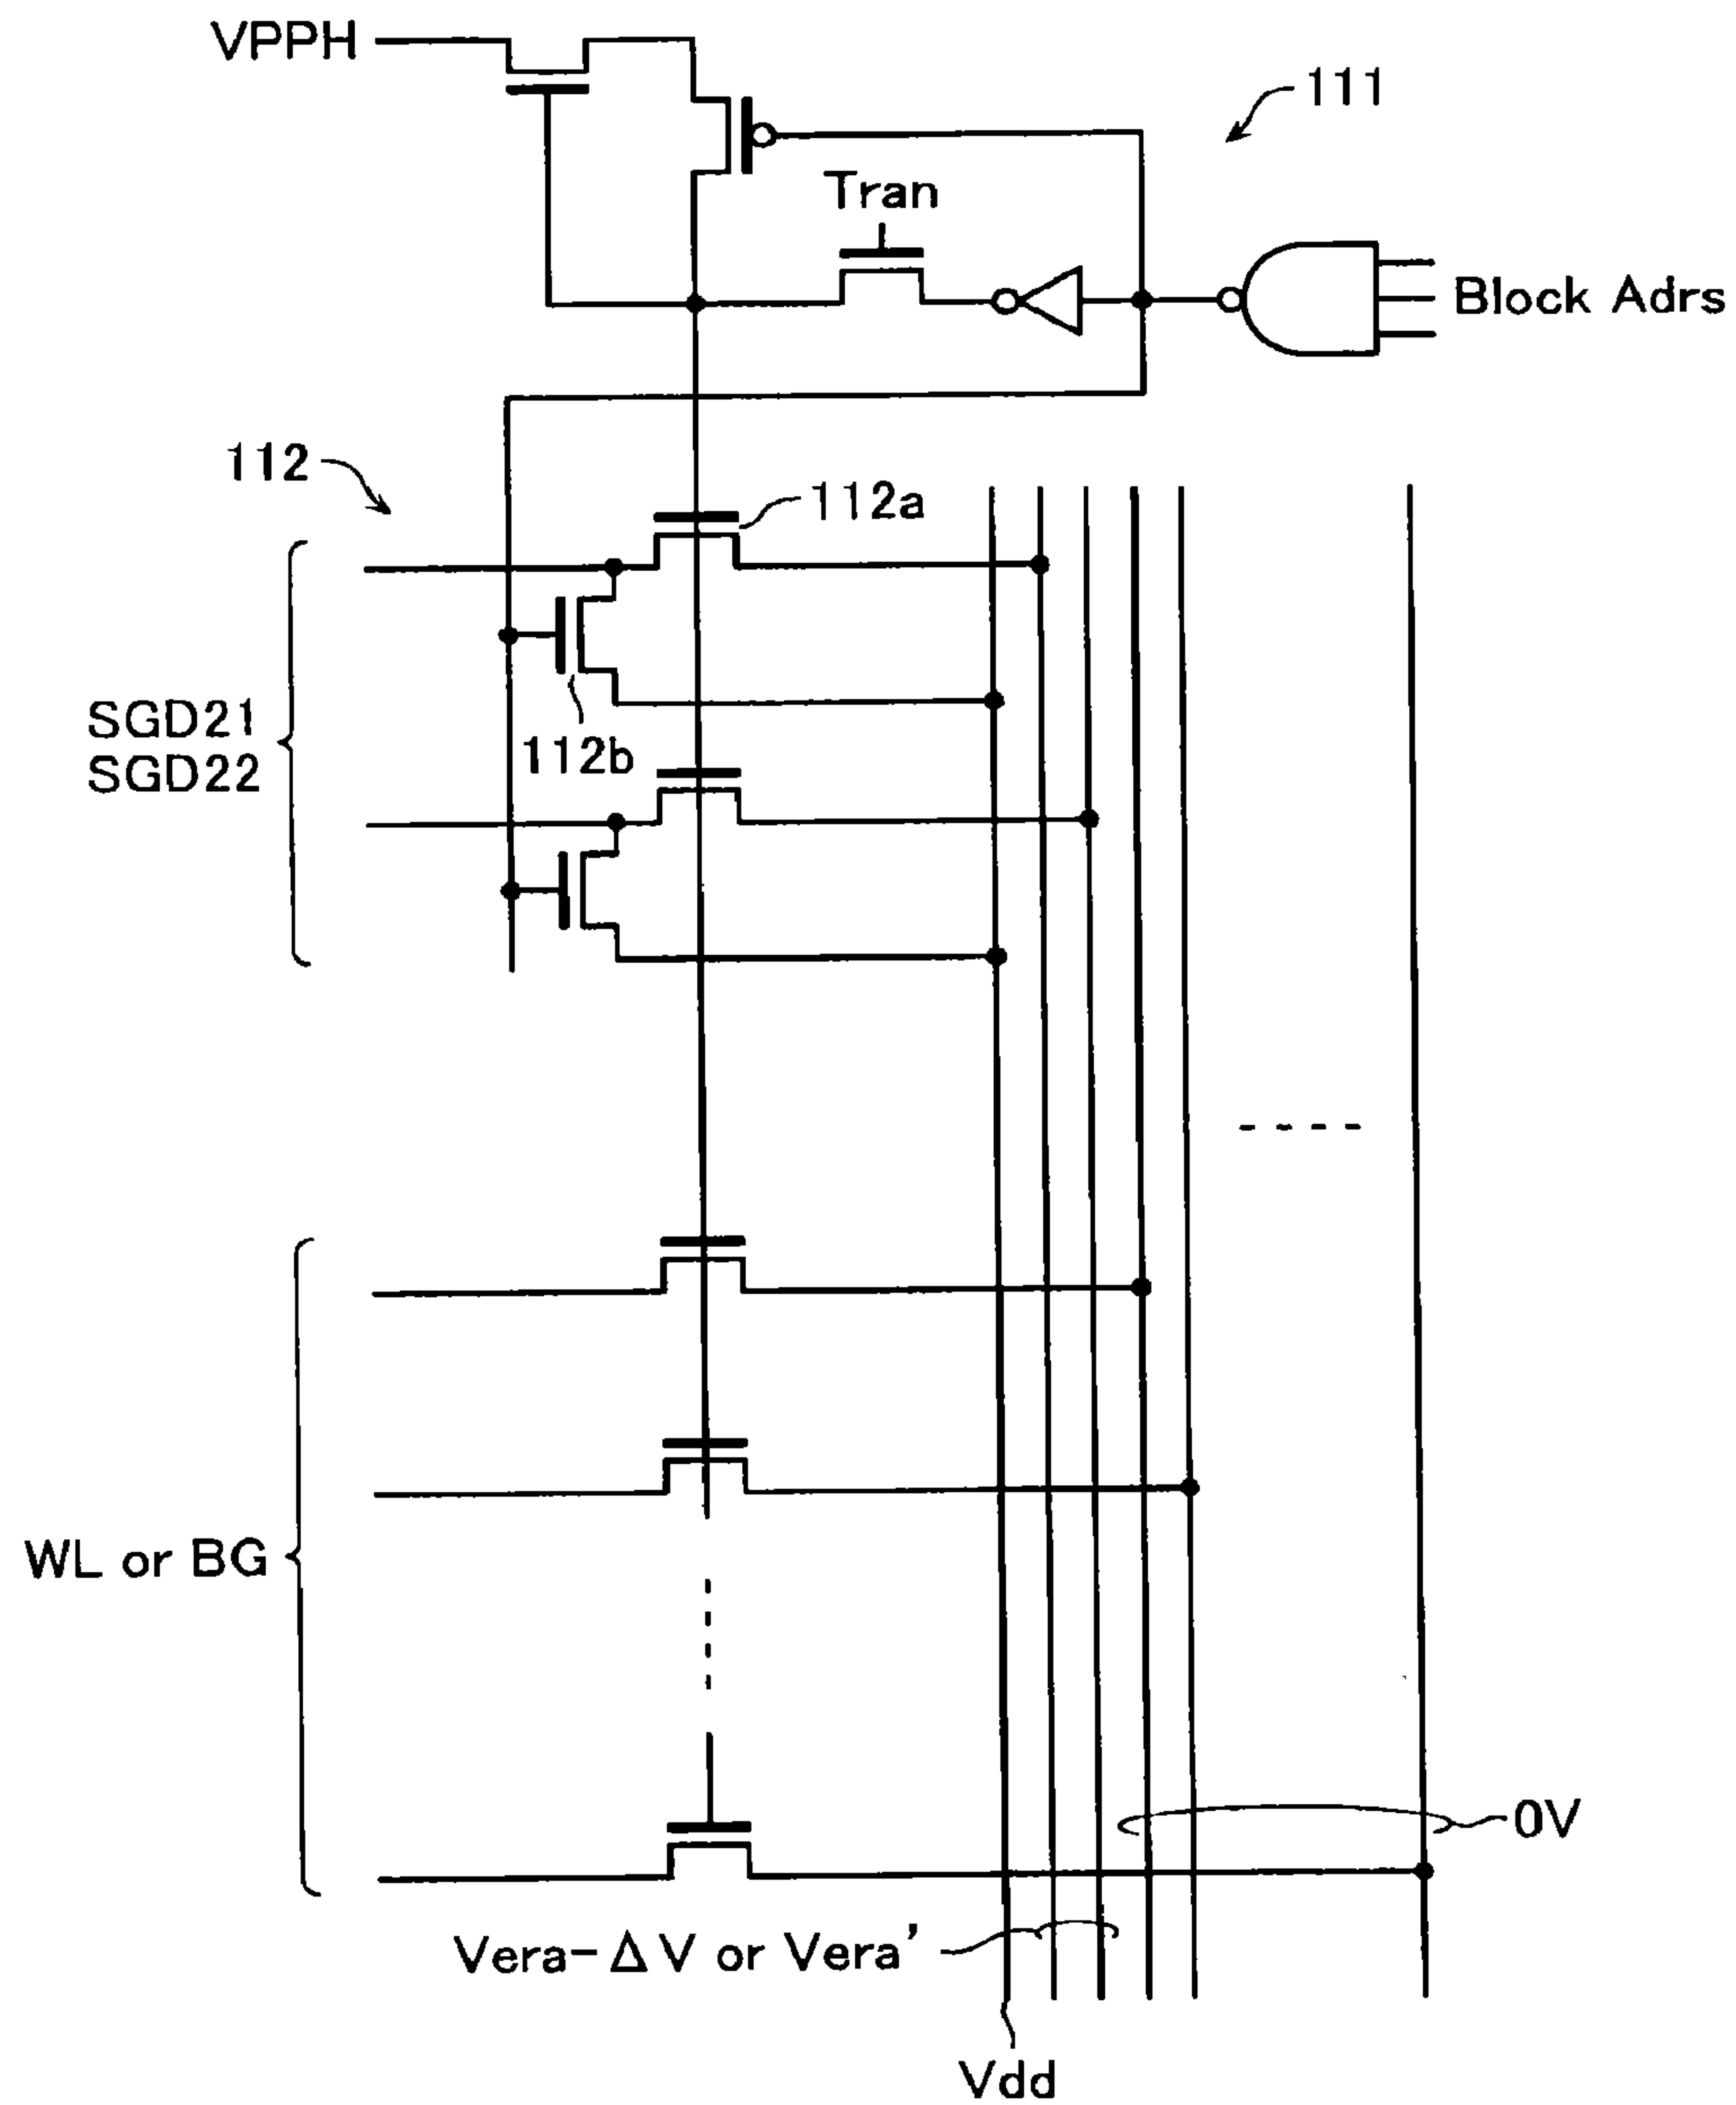 VPPH
111
Tran
Block Adrs
112
112a
SGD21
SGD22
112b
WL or BG
0V
Vera-ΔV or Vera’
Vdd